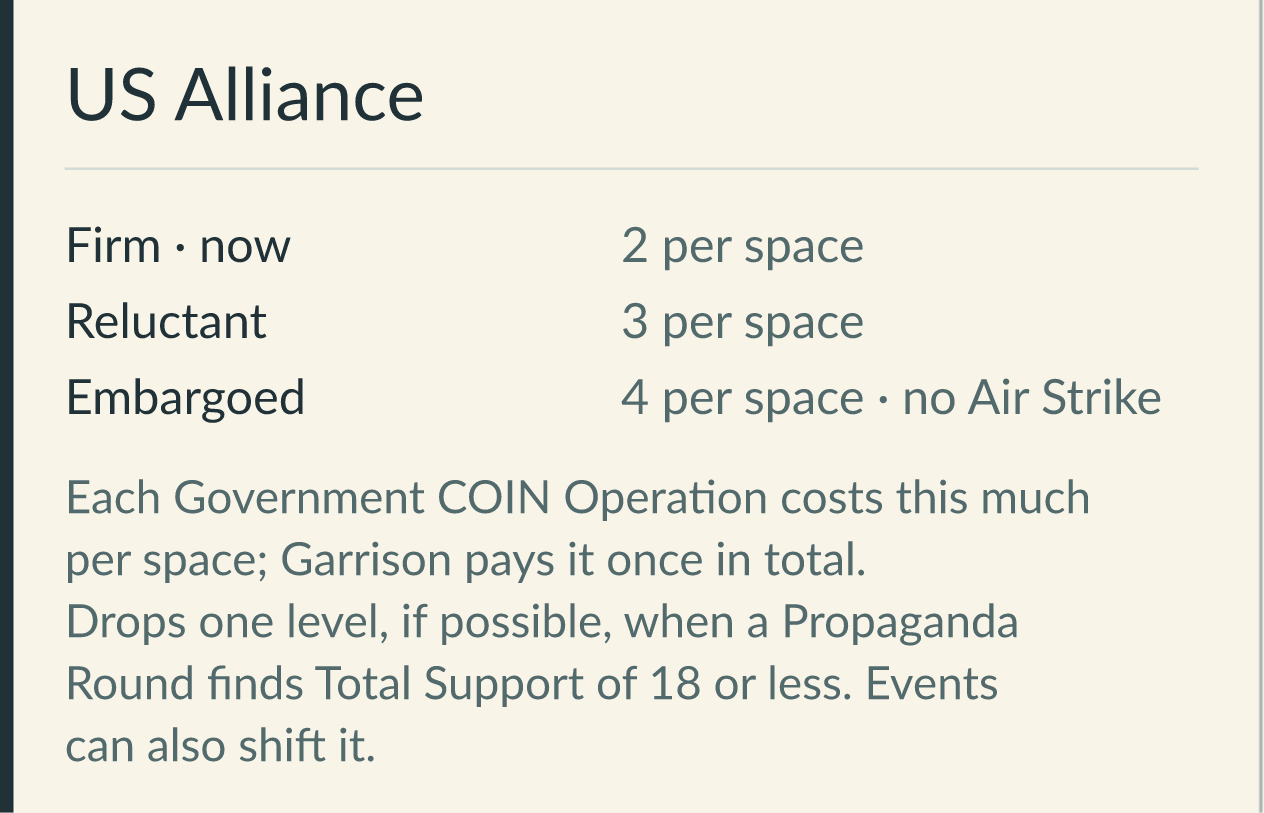 US Alliance
Firm · now 2 per space
Reluctant 3 per space
Embargoed 4 per space · no Air Strike
Each Government COIN Operation costs this much
per space; Garrison pays it once in total.
Drops one level, if possible, when a Propaganda
Round finds Total Support of 18 or less. Events
can also shift it.